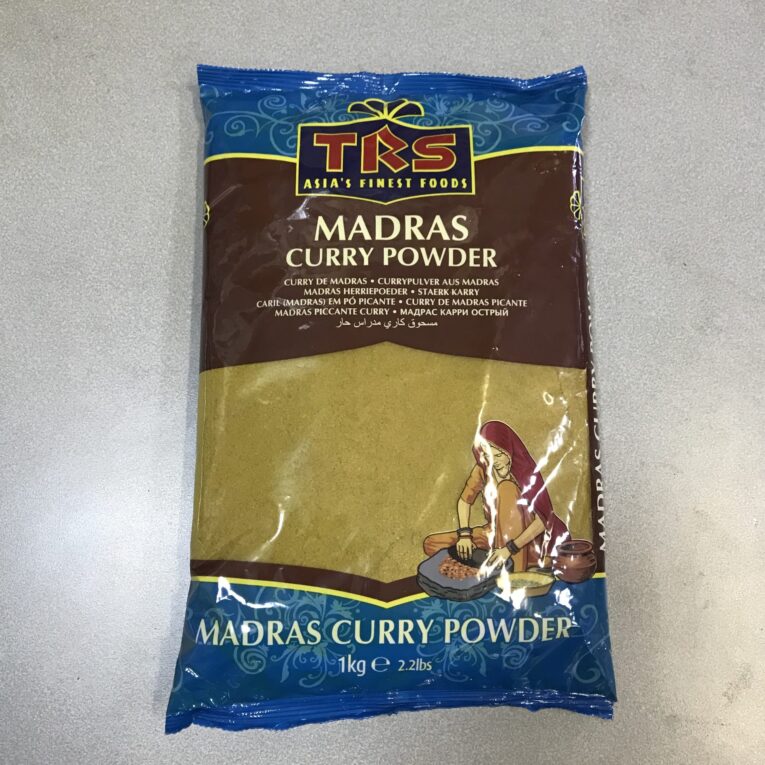 TRS
ASIA'S FINEST FOODS
MADRAS
CURRY POWDER
CURRY DE MADRAS • CURRYPULVER AUS MADRAS
MADRAS HERRIEPOEDER • STAERK KARRY
CARIL (MADRAS) EM PÓ PICANTE • CURRY DE MADRAS PICANTE
MADRAS PICCANTE CURRY • МАДРАС КАРРИ ОСТРЫЙ
مسحوق كاري مدراس حار
MADRAS CURRY POWDER
1kg ℮ 2.2lbs
MADRAS CURRY